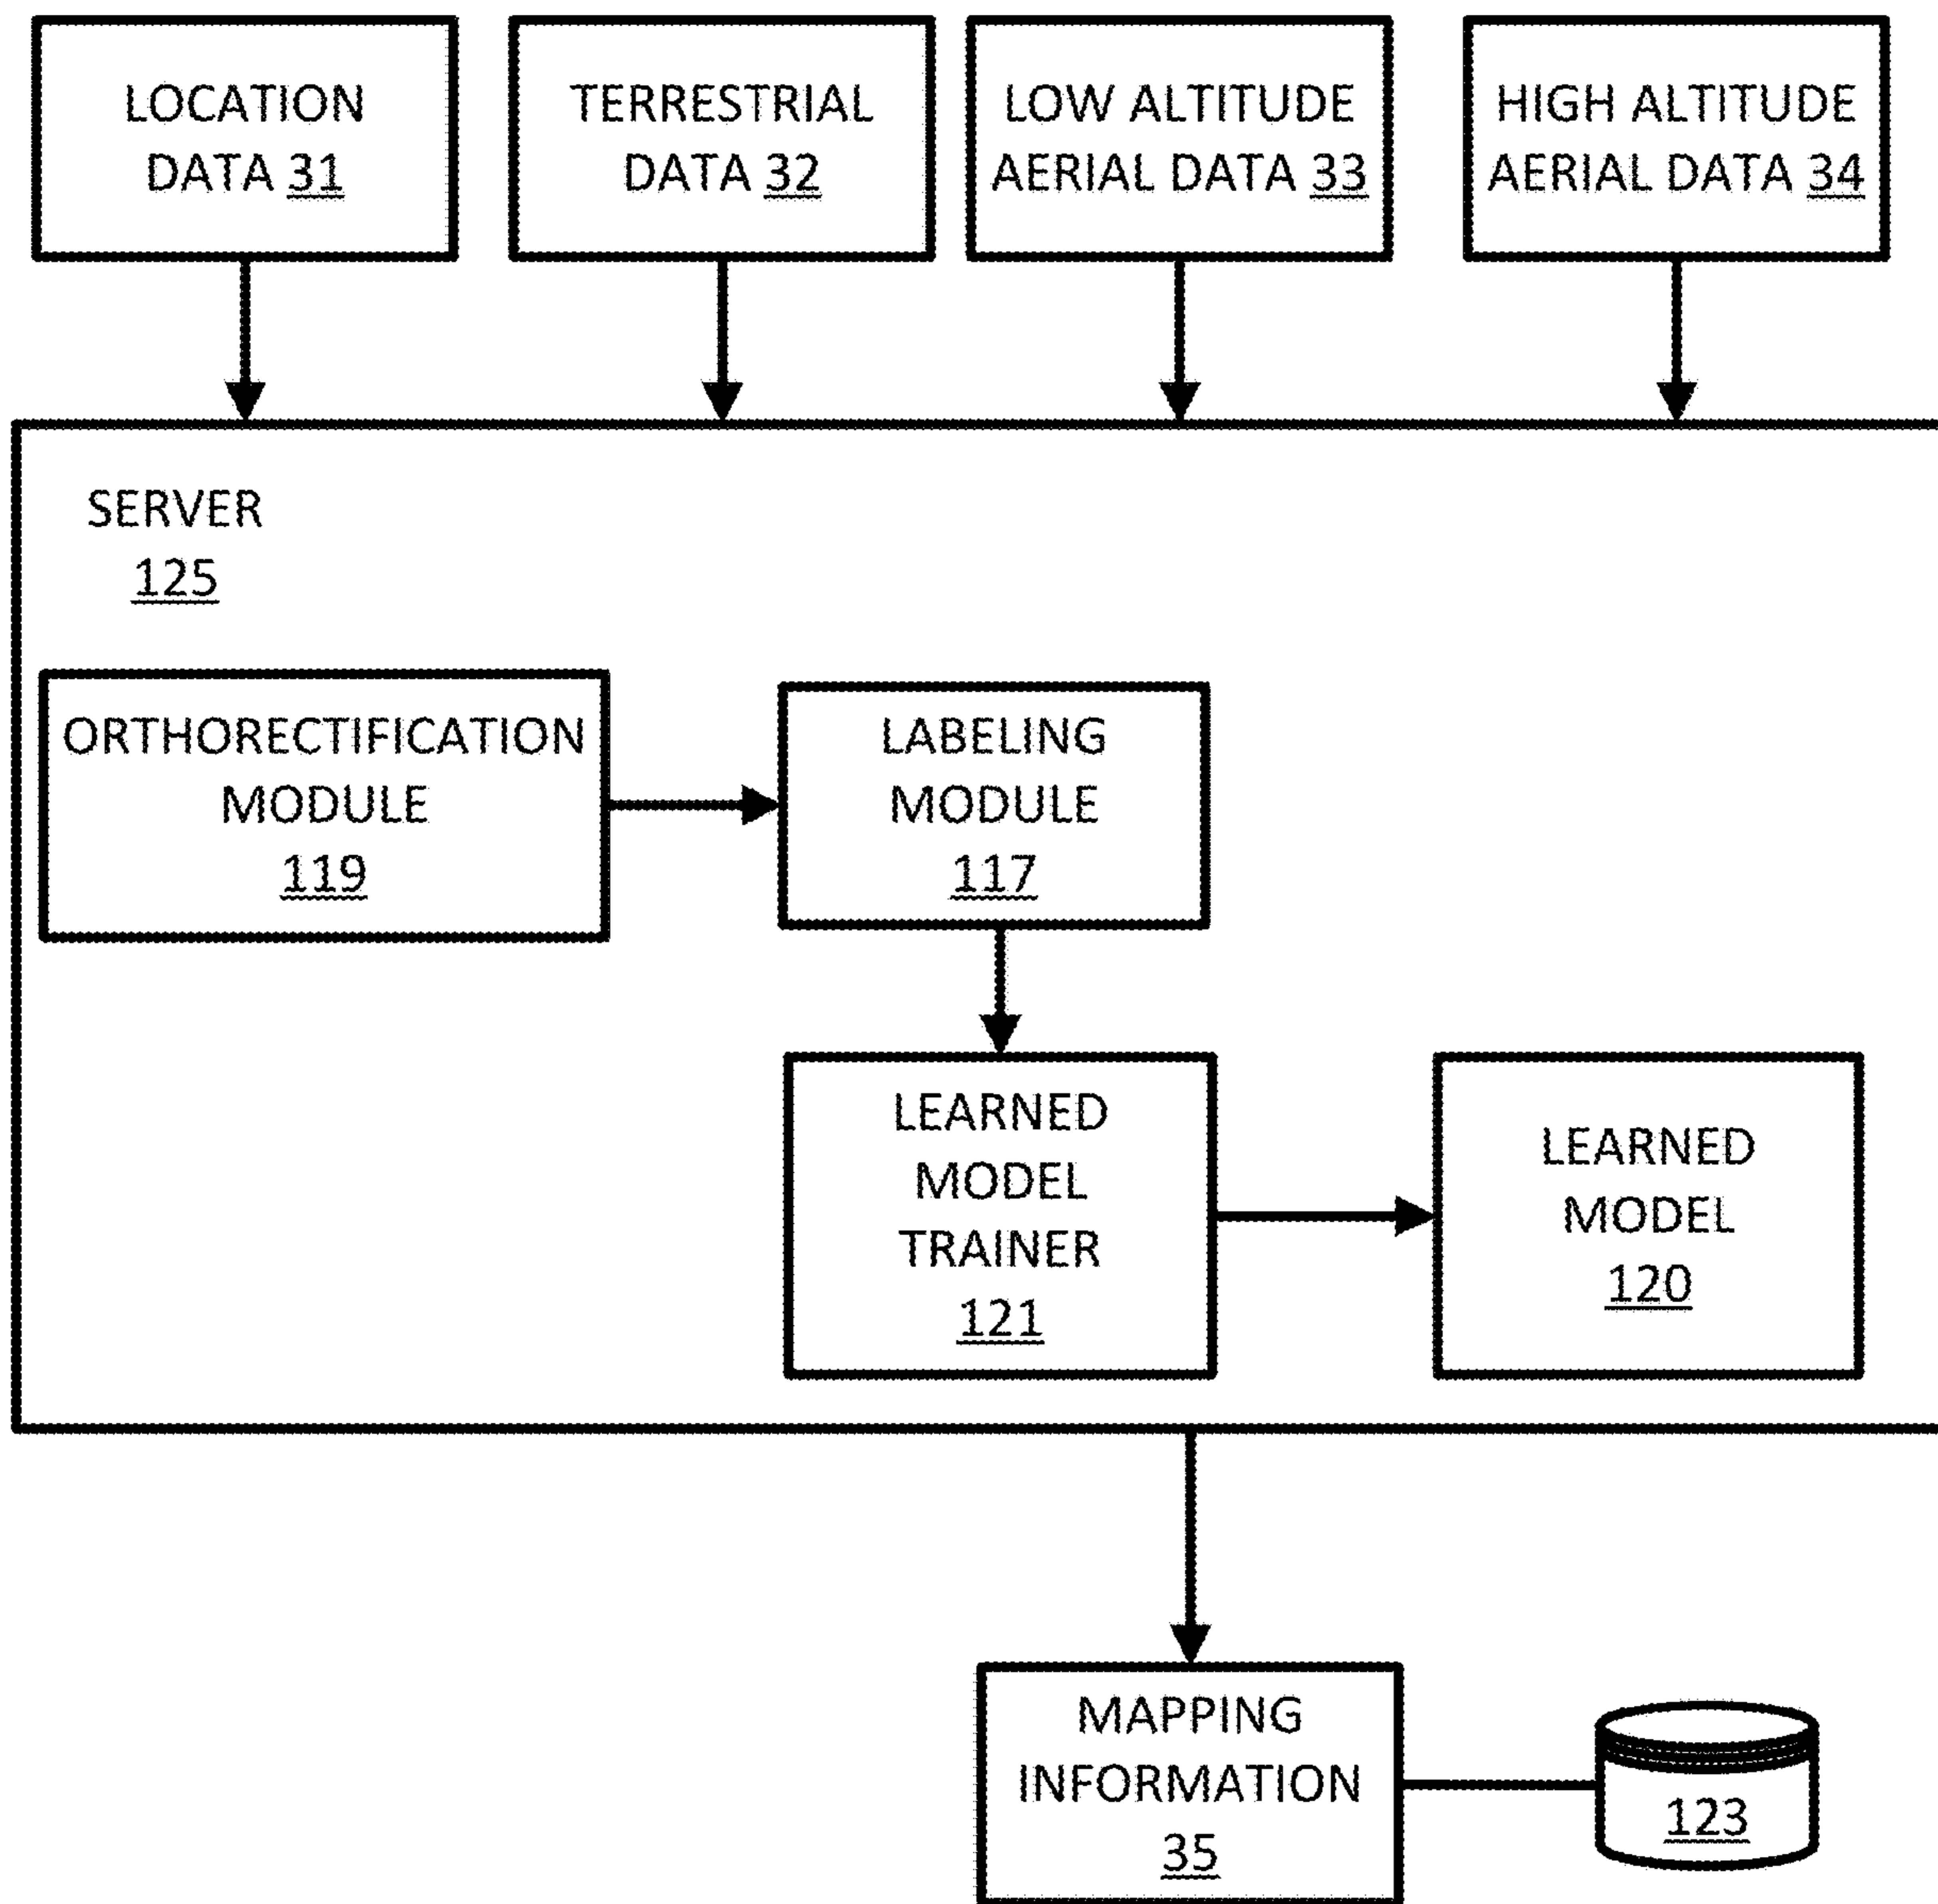 LOCATION
DATA 31
TERRESTRIAL
DATA 32
LOW ALTITUDE
AERIAL DATA 33
HIGH ALTITUDE
AERIAL DATA 34
SERVER
125
ORTHORECTIFICATION
MODULE
119
LABELING
MODULE
117
LEARNED
MODEL
TRAINER
121
LEARNED
MODEL
120
MAPPING
INFORMATION
35
123